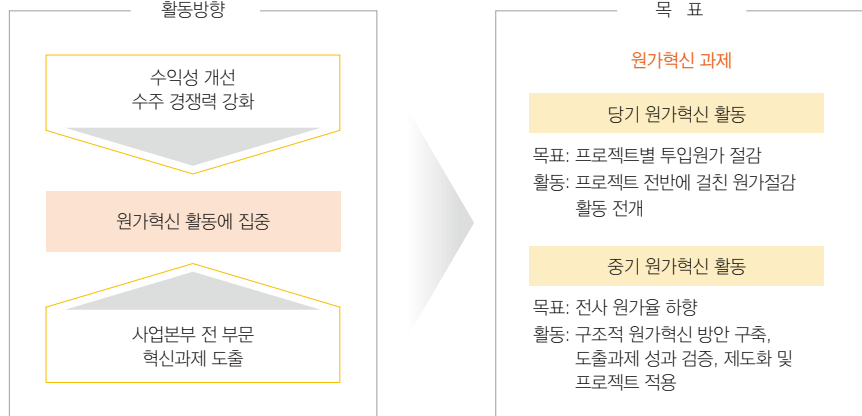 활동방향
수익성 개선
수주 경쟁력 강화
원가혁신 활동에 집중
사업본부 전 부문
혁신과제 도출
목 표
원가혁신 과제
당기 원가혁신 활동
목표: 프로젝트별 투입원가 절감
활동: 프로젝트 전반에 걸친 원가절감
활동 전개
중기 원가혁신 활동
목표: 전사 원가율 하향
활동: 구조적 원가혁신 방안 구축,
도출과제 성과 검증, 제도화 및
프로젝트 적용